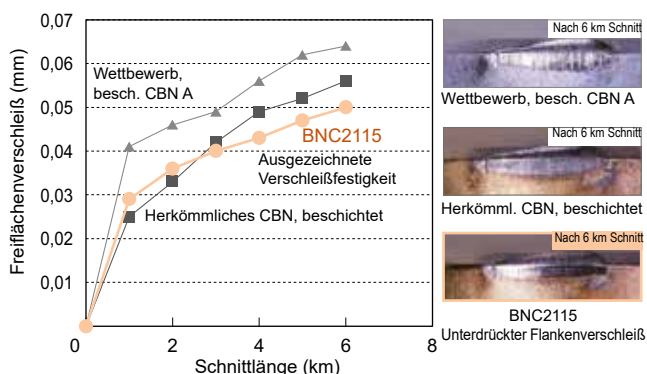 0,07
0,06
0,05
0,04
0,03
0,02
0,01
0
2
4
6
8
Freiflächenverschleiß (mm)
Schnittlänge (km)
Wettbewerb,
besch. CBN A
BNC2115
Ausgezeichnete
Verschleißfestigkeit
Herkömmliches CBN, beschichtet
Nach 6 km Schnitt
Wettbewerb, besch. CBN A
Nach 6 km Schnitt
Herkömml. CBN, beschichtet
Nach 6 km Schnitt
BNC2115
Unterdrückter Flankenverschleiß